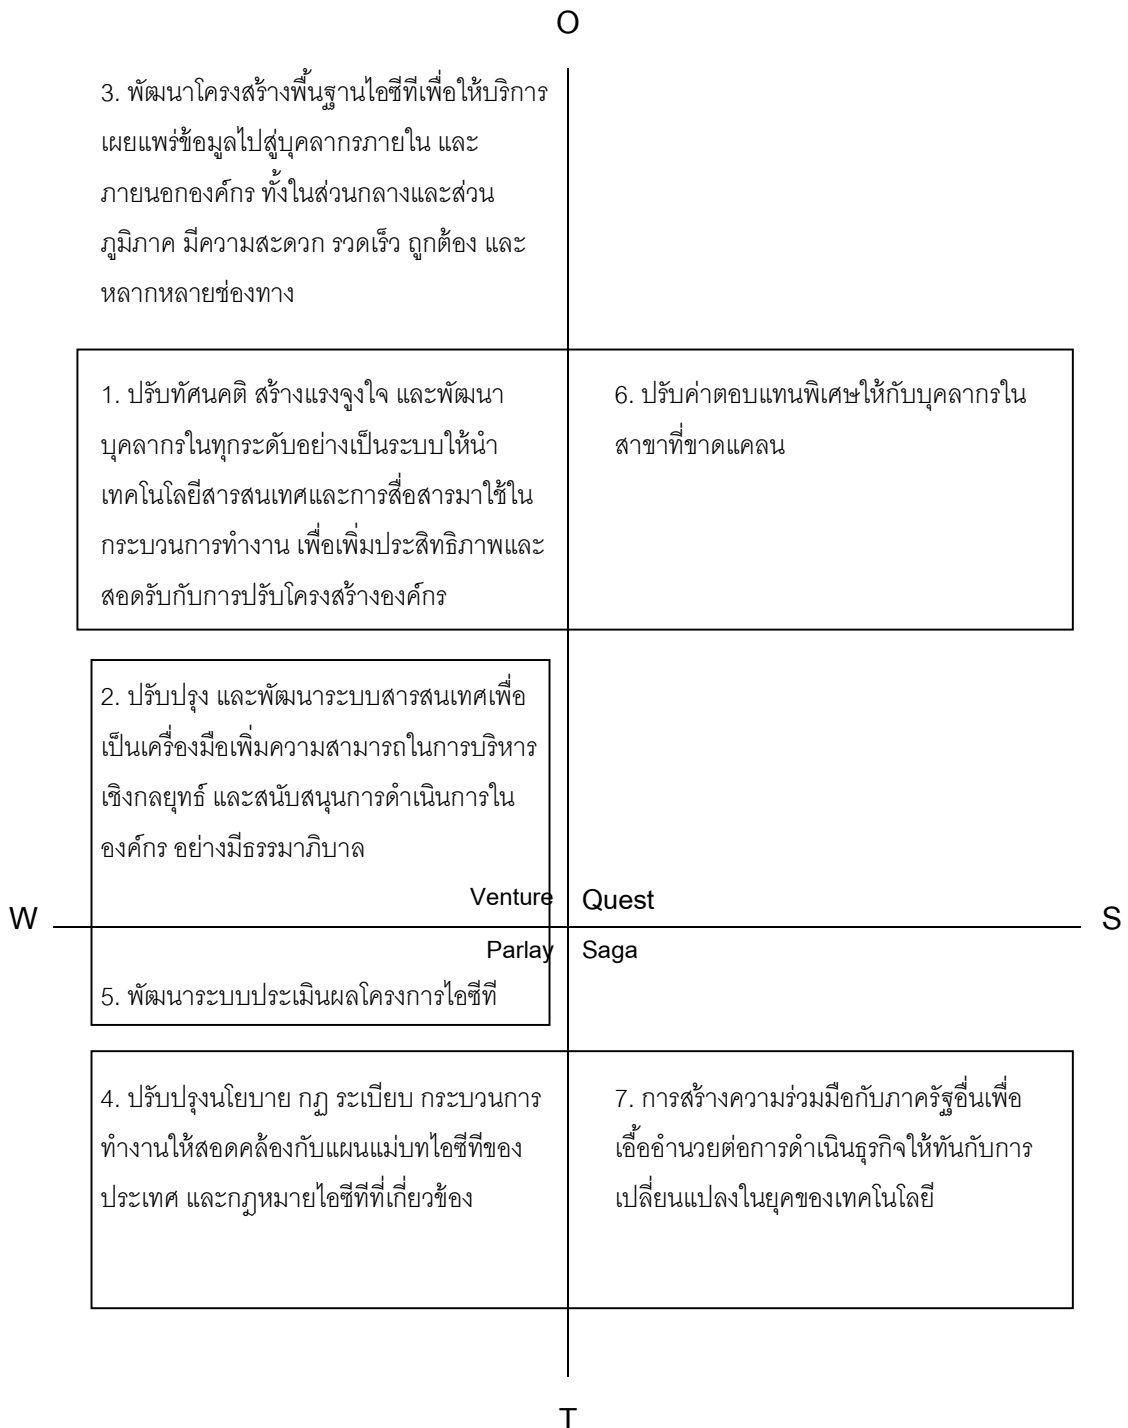 O
3. พัฒนาโครงสร้างพื้นฐานไอซีทีเพื่อให้บริการ
เผยแพร่ข้อมูลไปสู่บุคลากรภายใน และ
ภายนอกองค์กร ทั้งในส่วนกลางและส่วน
ภูมิภาค มีความสะดวก รวดเร็ว ถูกต้อง และ
หลากหลายช่องทาง
1. ปรับทัศนคติ สร้างแรงจูงใจ และพัฒนา
บุคลากรในทุกระดับอย่างเป็นระบบให้นำ
เทคโนโลยีสารสนเทศและการสื่อสารมาใช้ใน
กระบวนการทำงาน เพื่อเพิ่มประสิทธิภาพและ
สอดรับกับการปรับโครงสร้างองค์กร
6. ปรับค่าตอบแทนพิเศษให้กับบุคลากรใน
สาขาที่ขาดแคลน
2. ปรับปรุง และพัฒนาระบบสารสนเทศเพื่อ
เป็นเครื่องมือเพิ่มความสามารถในการบริหาร
เชิงกลยุทธ์ และสนับสนุนการดำเนินการใน
องค์กร อย่างมีธรรมาภิบาล
Venture
Quest
W
S
Parlay
Saga
5. พัฒนาระบบประเมินผลโครงการไอซีที
4. ปรับปรุงนโยบาย กฏ ระเบียบ กระบวนการ
ทำงานให้สอดคล้องกับแผนแม่บทไอซีทีของ
ประเทศ และกฎหมายไอซีทีที่เกี่ยวข้อง
7. การสร้างความร่วมมือกับภาครัฐอื่นเพื่อ
เอื้ออำนวยต่อการดำเนินธุรกิจให้ทันกับการ
เปลี่ยนแปลงในยุคของเทคโนโลยี
T